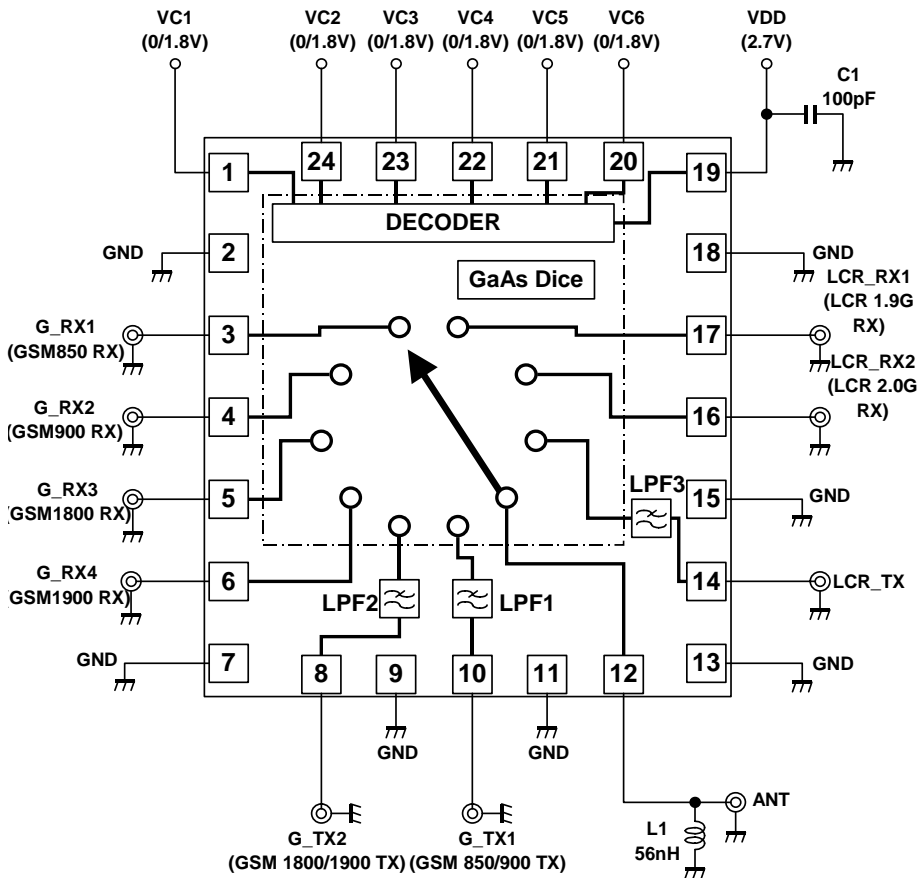 VC1
(0/1.8V)
VC2
(0/1.8V)
VC3
(0/1.8V)
VC4
(0/1.8V)
VC5
(0/1.8V)
VC6
(0/1.8V)
VDD
(2.7V)
C1
100pF
1
24
23
22
21
20
19
DECODER
GND
2
18
GND
GaAs Dice
LCR_RX1
(LCR 1.9G
RX)
G_RX1
(GSM850 RX)
3
17
LCR_RX2
(LCR 2.0G
RX)
G_RX2
(GSM900 RX)
4
16
G_RX3
(GSM1800 RX)
5
LPF3
15
GND
G_RX4
(GSM1900 RX)
6
LPF2
LPF1
14
LCR_TX
GND
7
8
9
10
11
12
13
GND
GND
GND
ANT
G_TX2
(GSM 1800/1900 TX)
G_TX1
(GSM 850/900 TX)
L1
56nH